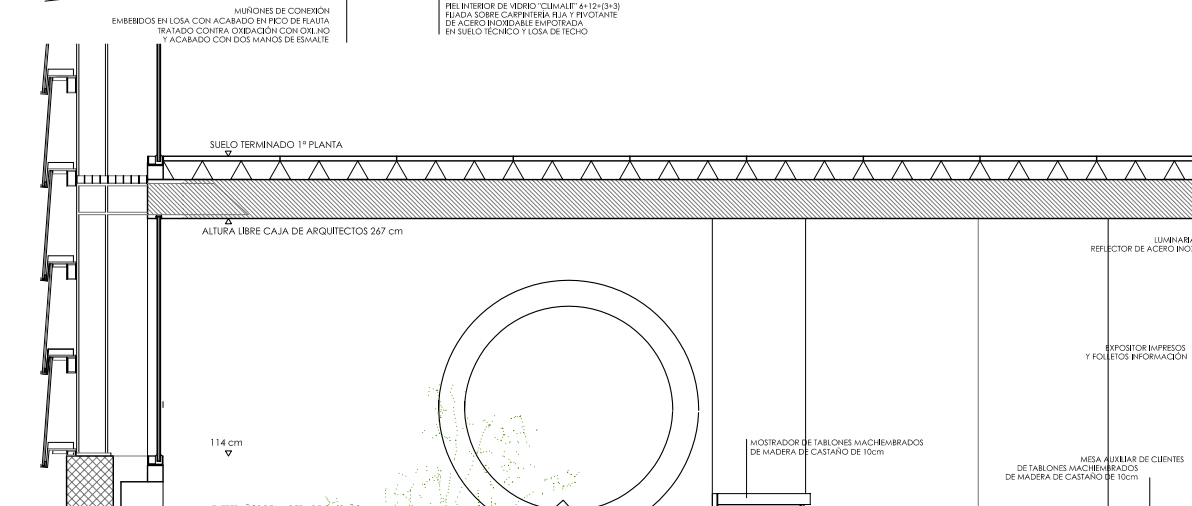 MUÑONES DE CONEXIÓN
EMBEBIDOS EN LOSA CON ACABADO EN PICO DE FLAUTA
TRATADO CONTRA OXIDACIÓN CON OXI.NO
Y ACABADO CON DOS MANOS DE ESMALTE
PIEL INTERIOR DE VIDRIO "CLIMALIT" 6+12+(3+3)
FIJADA SOBRE CARPINTERÍA FIJA Y PIVOTANTE
DE ACERO INOXIDABLE EMPOTRADA
EN SUELO TÉCNICO Y LOSA DE TECHO
SUELO TERMINADO 1ª PLANTA
ALTURA LIBRE CAJA DE ARQUITECTOS 267 cm
LUMINARIA
REFLECTOR DE ACERO INOX
EXPOSITOR IMPRESOS
Y FOLLETOS INFORMACIÓN
114 cm
MOSTRADOR DE TABLONES MACHIEMBRADOS
DE MADERA DE CASTAÑO DE 10cm
MESA AUXILIAR DE CLIENTES
DE TABLONES MACHIEMBRADOS
DE MADERA DE CASTAÑO DE 10cm